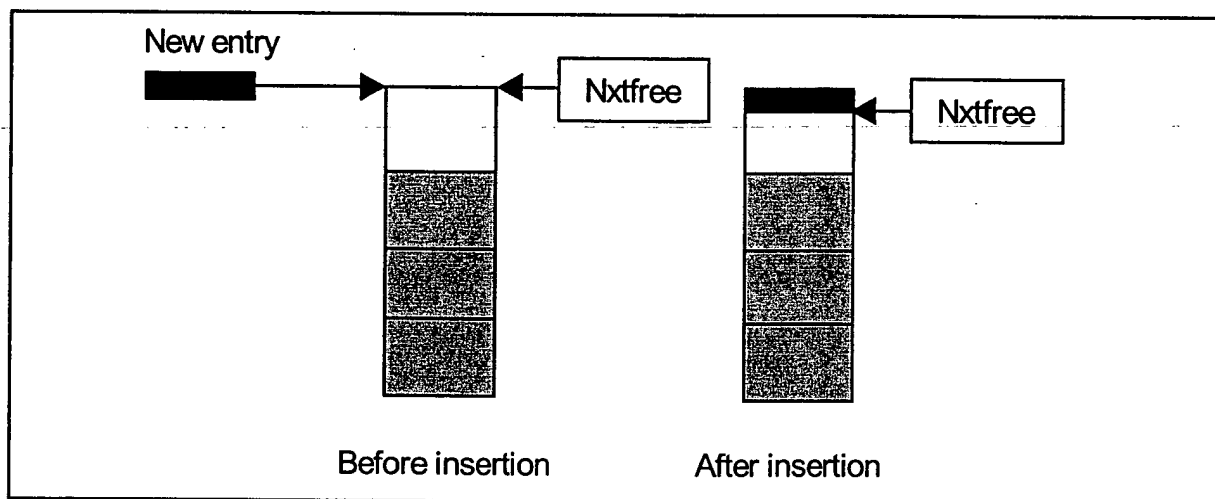 New entry
Nxtfree
Nxtfree
Before insertion
After insertion